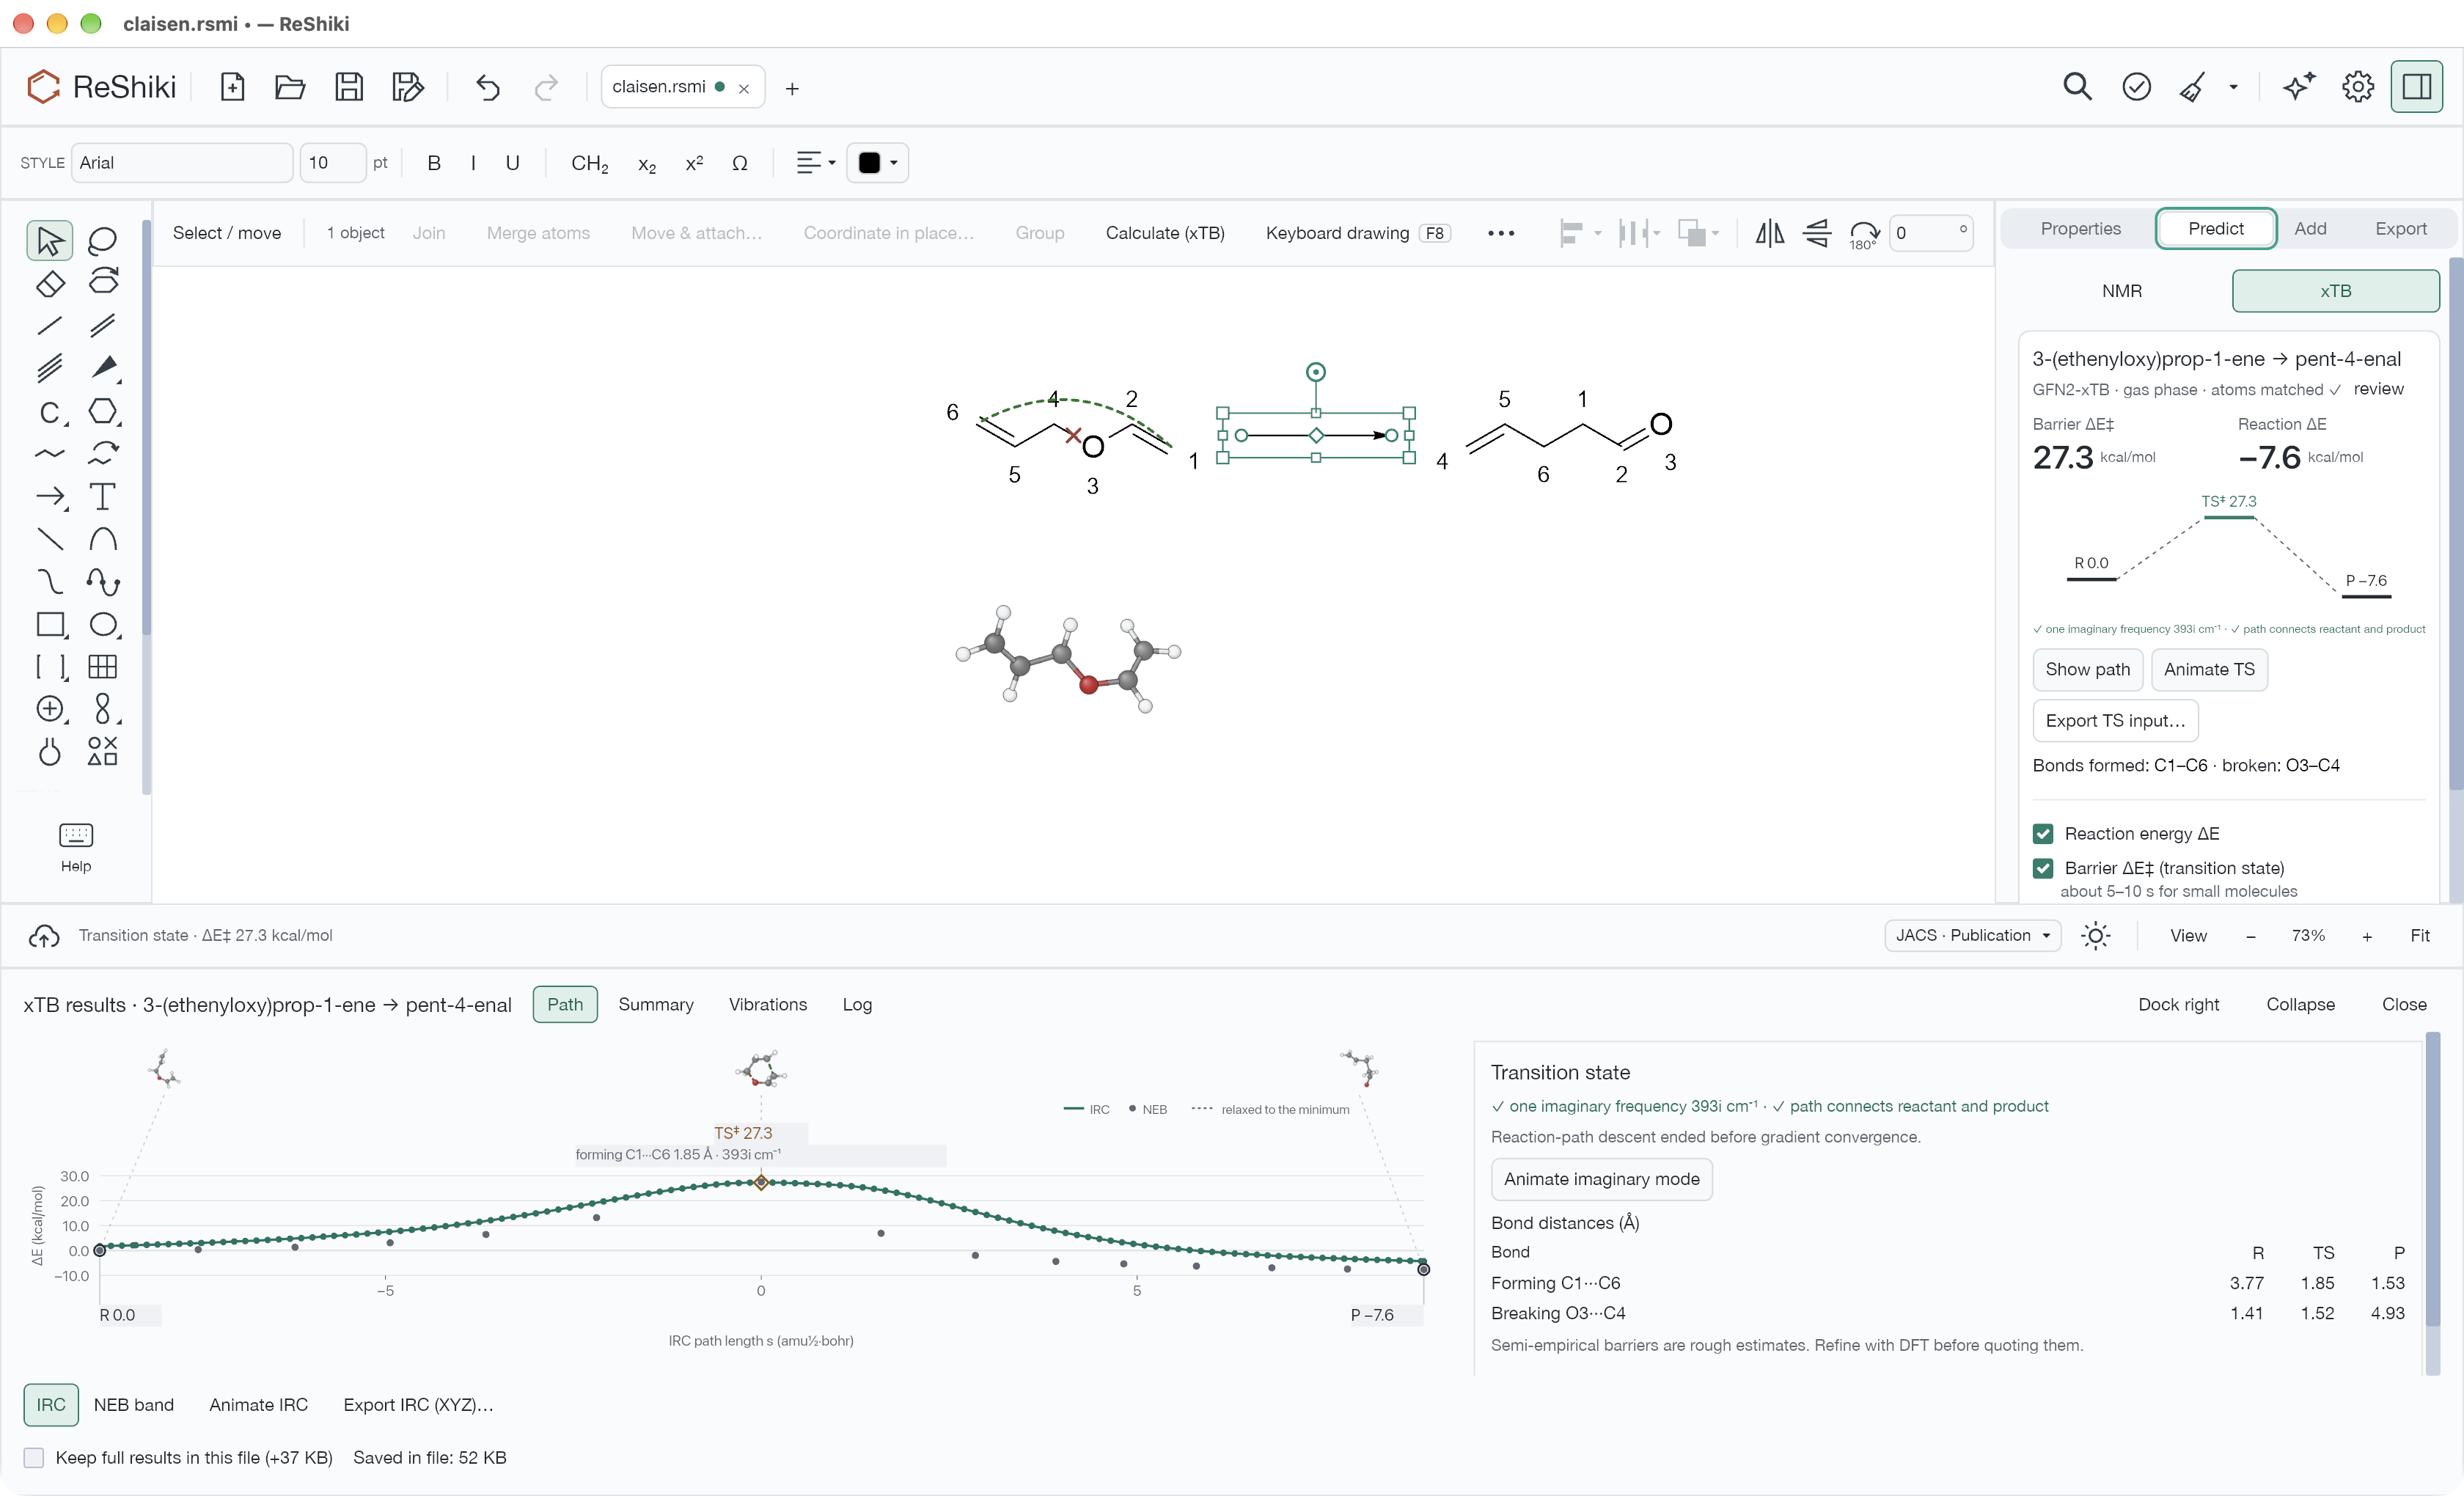 claisen.rsmi • — ReShiki
ReShiki
claisen.rsmi
STYLE Arial 10 pt B I U CH₂ x₂ x² Ω
Select / move 1 object Join Merge atoms Move & attach... Coordinate in place... Group Calculate (xTB) Keyboard drawing F8 ••• 180° 0 °
Properties Predict Add Export
NMR xTB
3-(ethenyloxy)prop-1-ene → pent-4-enal
GFN2-xTB · gas phase · atoms matched ✓ review
Barrier ΔE‡ Reaction ΔE
27.3 kcal/mol −7.6 kcal/mol
TS‡ 27.3
R 0.0
P −7.6
✓ one imaginary frequency 393i cm⁻¹ · ✓ path connects reactant and product
Show path Animate TS
Export TS input...
Bonds formed: C1–C6 · broken: O3–C4
Reaction energy ΔE
Barrier ΔE‡ (transition state)
about 5–10 s for small molecules
6 4 2 5 1
O O
5 3 1 4 6 2 3
C
T
Help
Transition state · ΔE‡ 27.3 kcal/mol
JACS · Publication View − 73% + Fit
xTB results · 3-(ethenyloxy)prop-1-ene → pent-4-enal Path Summary Vibrations Log Dock right Collapse Close
IRC NEB relaxed to the minimum
TS‡ 27.3
forming C1···C6 1.85 Å · 393i cm⁻¹
ΔE (kcal/mol)
30.0
20.0
10.0
0.0
−10.0
−5 0 5
R 0.0 P −7.6
IRC path length s (amu½·bohr)
Transition state
✓ one imaginary frequency 393i cm⁻¹ · ✓ path connects reactant and product
Reaction-path descent ended before gradient convergence.
Animate imaginary mode
Bond distances (Å)
Bond R TS P
Forming C1···C6 3.77 1.85 1.53
Breaking O3···C4 1.41 1.52 4.93
Semi-empirical barriers are rough estimates. Refine with DFT before quoting them.
IRC NEB band Animate IRC Export IRC (XYZ)...
Keep full results in this file (+37 KB) Saved in file: 52 KB